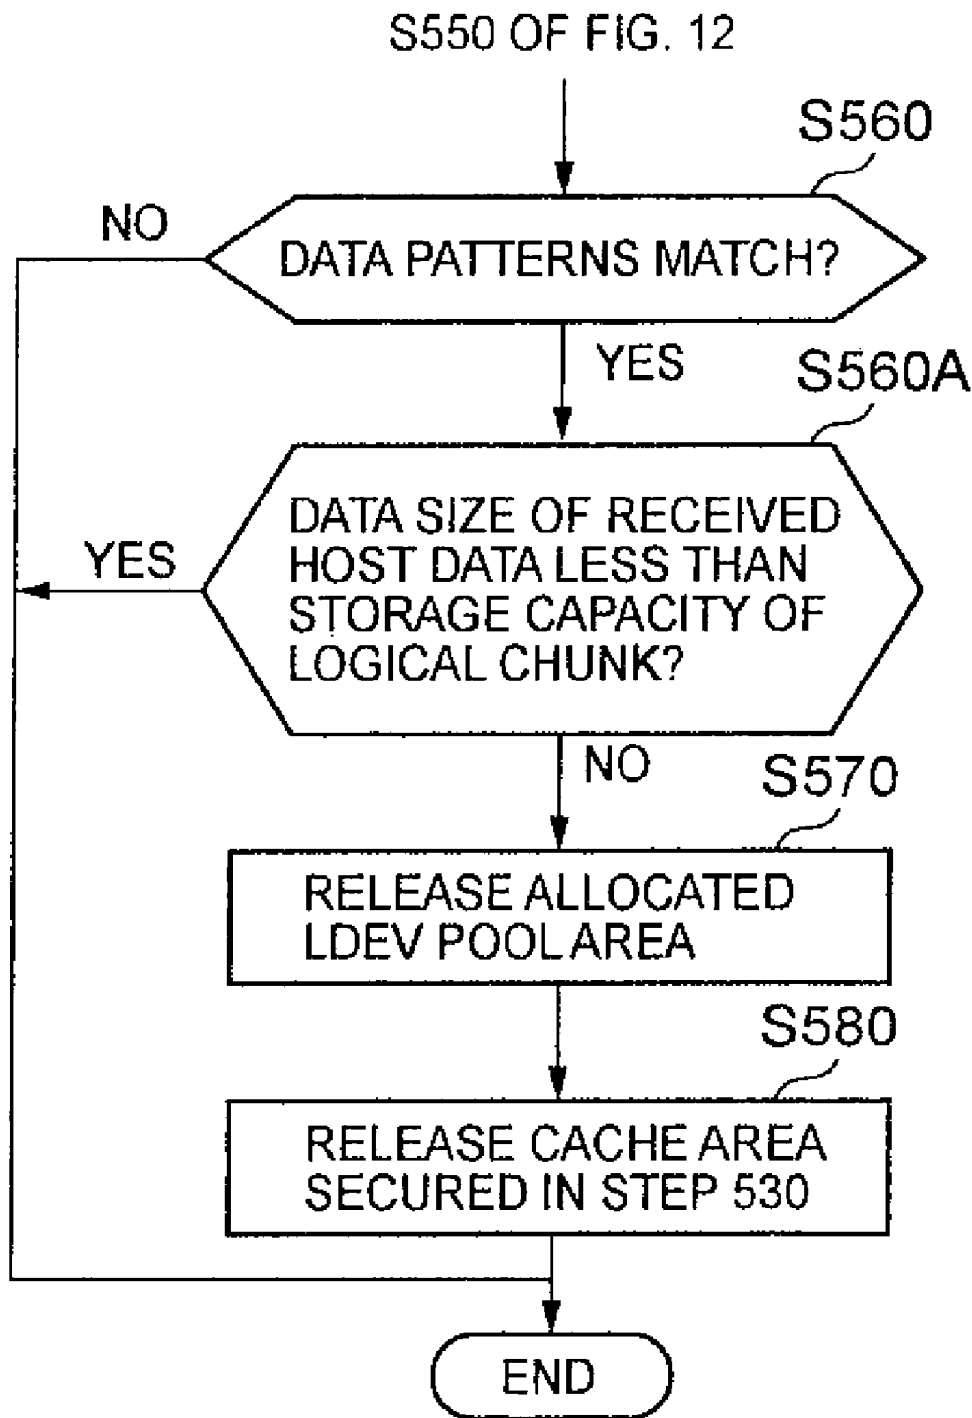 S550 OF FIG. 12
S560
NO
DATA PATTERNS MATCH?
YES
S560A
DATA SIZE OF RECEIVED
HOST DATA LESS THAN
STORAGE CAPACITY OF
LOGICAL CHUNK?
YES
NO
S570
RELEASE ALLOCATED
LDEV POOL AREA
S580
RELEASE CACHE AREA
SECURED IN STEP 530
END